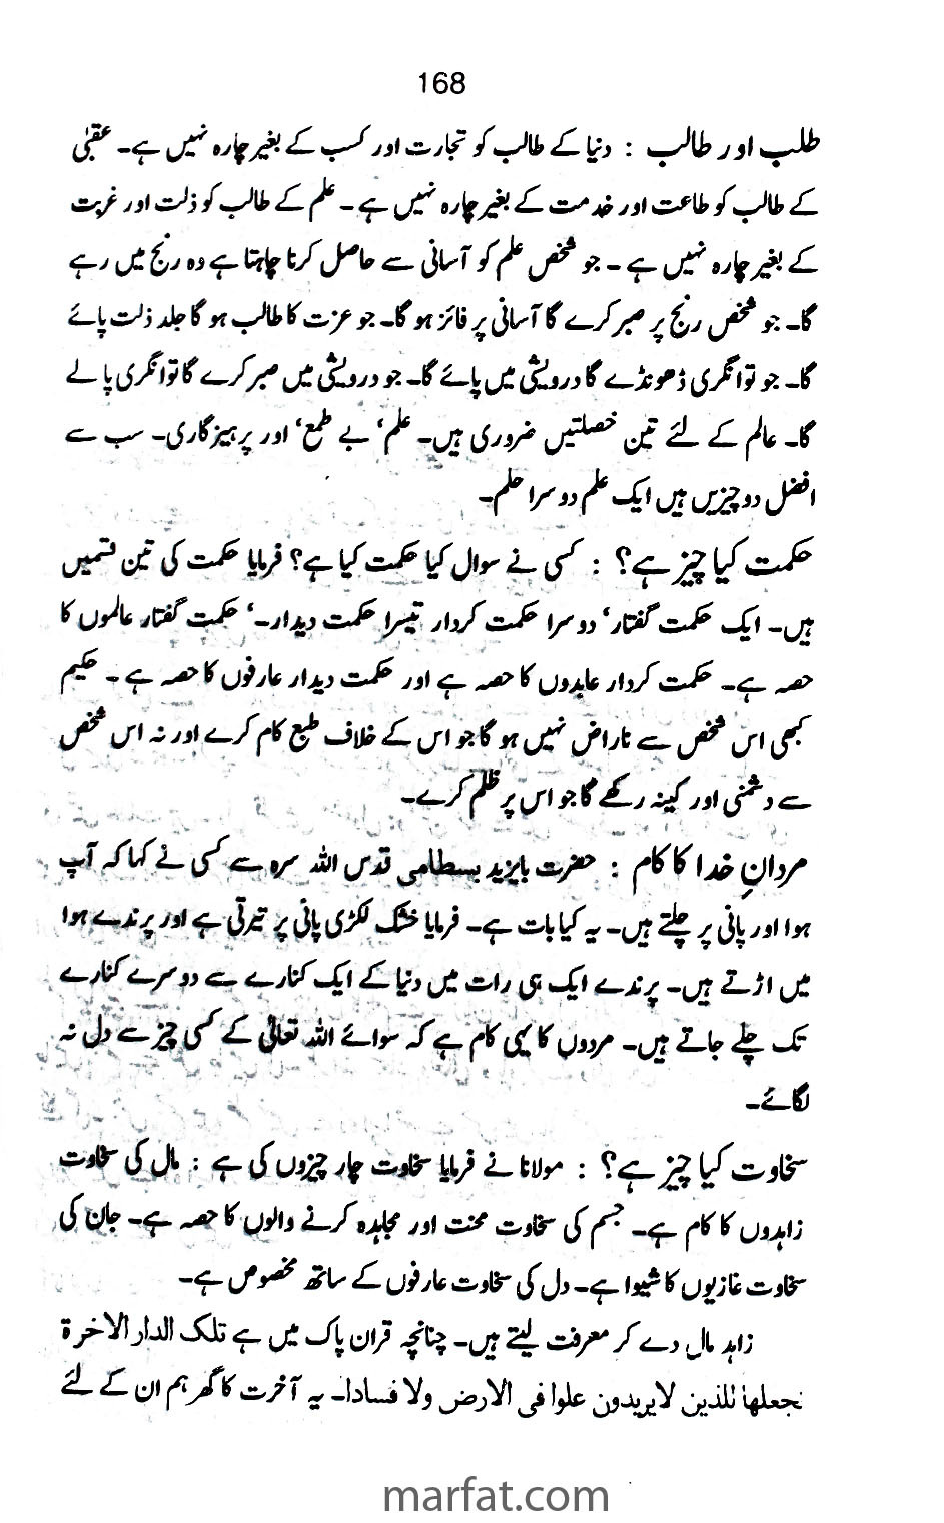 168
طلب اور طالب : دنیا کے طالب کو تجارت اور کسب کے بغیر چارہ نہیں ہے۔ عقبیٰ
کے طالب کو طاعت اور خدمت کے بغیر چارہ نہیں ہے۔ علم کے طالب کو ذلت اور غربت
کے بغیر چارہ نہیں ہے۔ جو شخص علم کو آسانی سے حاصل کرنا چاہتا ہے وہ رنج میں رہے
گا۔ جو شخص رنج پر صبر کرے گا آسانی پر فائز ہو گا۔ جو عزت کا طالب ہو گا جلد ذلت پائے
گا۔ جو توانگری ڈھونڈے گا درویشی میں پائے گا۔ جو درویشی میں صبر کرے گا توانگری پا لے
گا۔ عالم کے لئے تین خصلتیں ضروری ہیں۔ علم‘ بے طمع‘ اور پرہیزگاری۔ سب سے
افضل دو چیزیں ہیں ایک علم دوسرا حلم۔
حکمت کیا چیز ہے؟ : کسی نے سوال کیا حکمت کیا ہے؟ فرمایا حکمت کی تین قسمیں
ہیں۔ ایک حکمت گفتار‘ دوسرا حکمت کردار تیسرا حکمت دیدار۔‘ حکمت گفتار عالموں کا
حصہ ہے۔ حکمت کردار عابدوں کا حصہ ہے اور حکمت دیدار عارفوں کا حصہ ہے۔ حکیم
کبھی اس شخص سے ناراض نہیں ہو گا جو اس کے خلاف طبع کام کرے اور نہ اس شخص
سے دشمنی اور کینہ رکھے گا جو اس پر ظلم کرے۔
مردانِ خدا کا کام : حضرت بایزید بسطامی قدس اللہ سرہ سے کسی نے کہا کہ آپ
ہوا اور پانی پر چلتے ہیں۔ یہ کیا بات ہے۔ فرمایا خشک لکڑی پانی پر تیرتی ہے اور پرندے ہوا
میں اڑتے ہیں۔ پرندے ایک ہی رات میں دنیا کے ایک کنارے سے دوسرے کنارے
تک چلے جاتے ہیں۔ مردوں کا یہی کام ہے کہ سوائے اللہ تعالیٰ کے کسی چیز سے دل نہ
لگائے۔
سخاوت کیا چیز ہے؟ : مولانا نے فرمایا سخاوت چار چیزوں کی ہے : مال کی سخاوت
زاہدوں کا کام ہے۔ جسم کی سخاوت محنت اور مجاہدہ کرنے والوں کا حصہ ہے۔ جان کی
سخاوت غازیوں کا شیوا ہے۔ دل کی سخاوت عارفوں کے ساتھ مخصوص ہے۔
زاہد مال دے کر معرفت لیتے ہیں۔ چنانچہ قران پاک میں ہے تلک الدار الاخرۃ
نجعلھا للذین لا یریدون علوا فی الارض ولا فسادا۔ یہ آخرت کا گھر ہم ان کے لئے
marfat.com